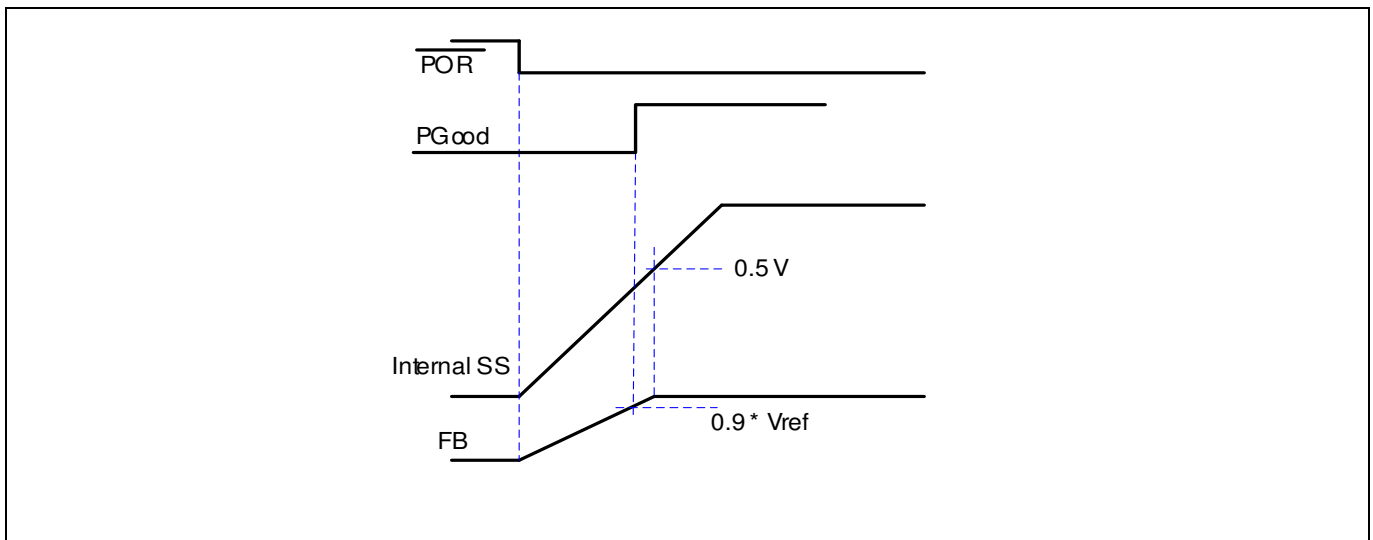 POR
PGood
0.5 V
Internal SS
0.9 * Vref
FB